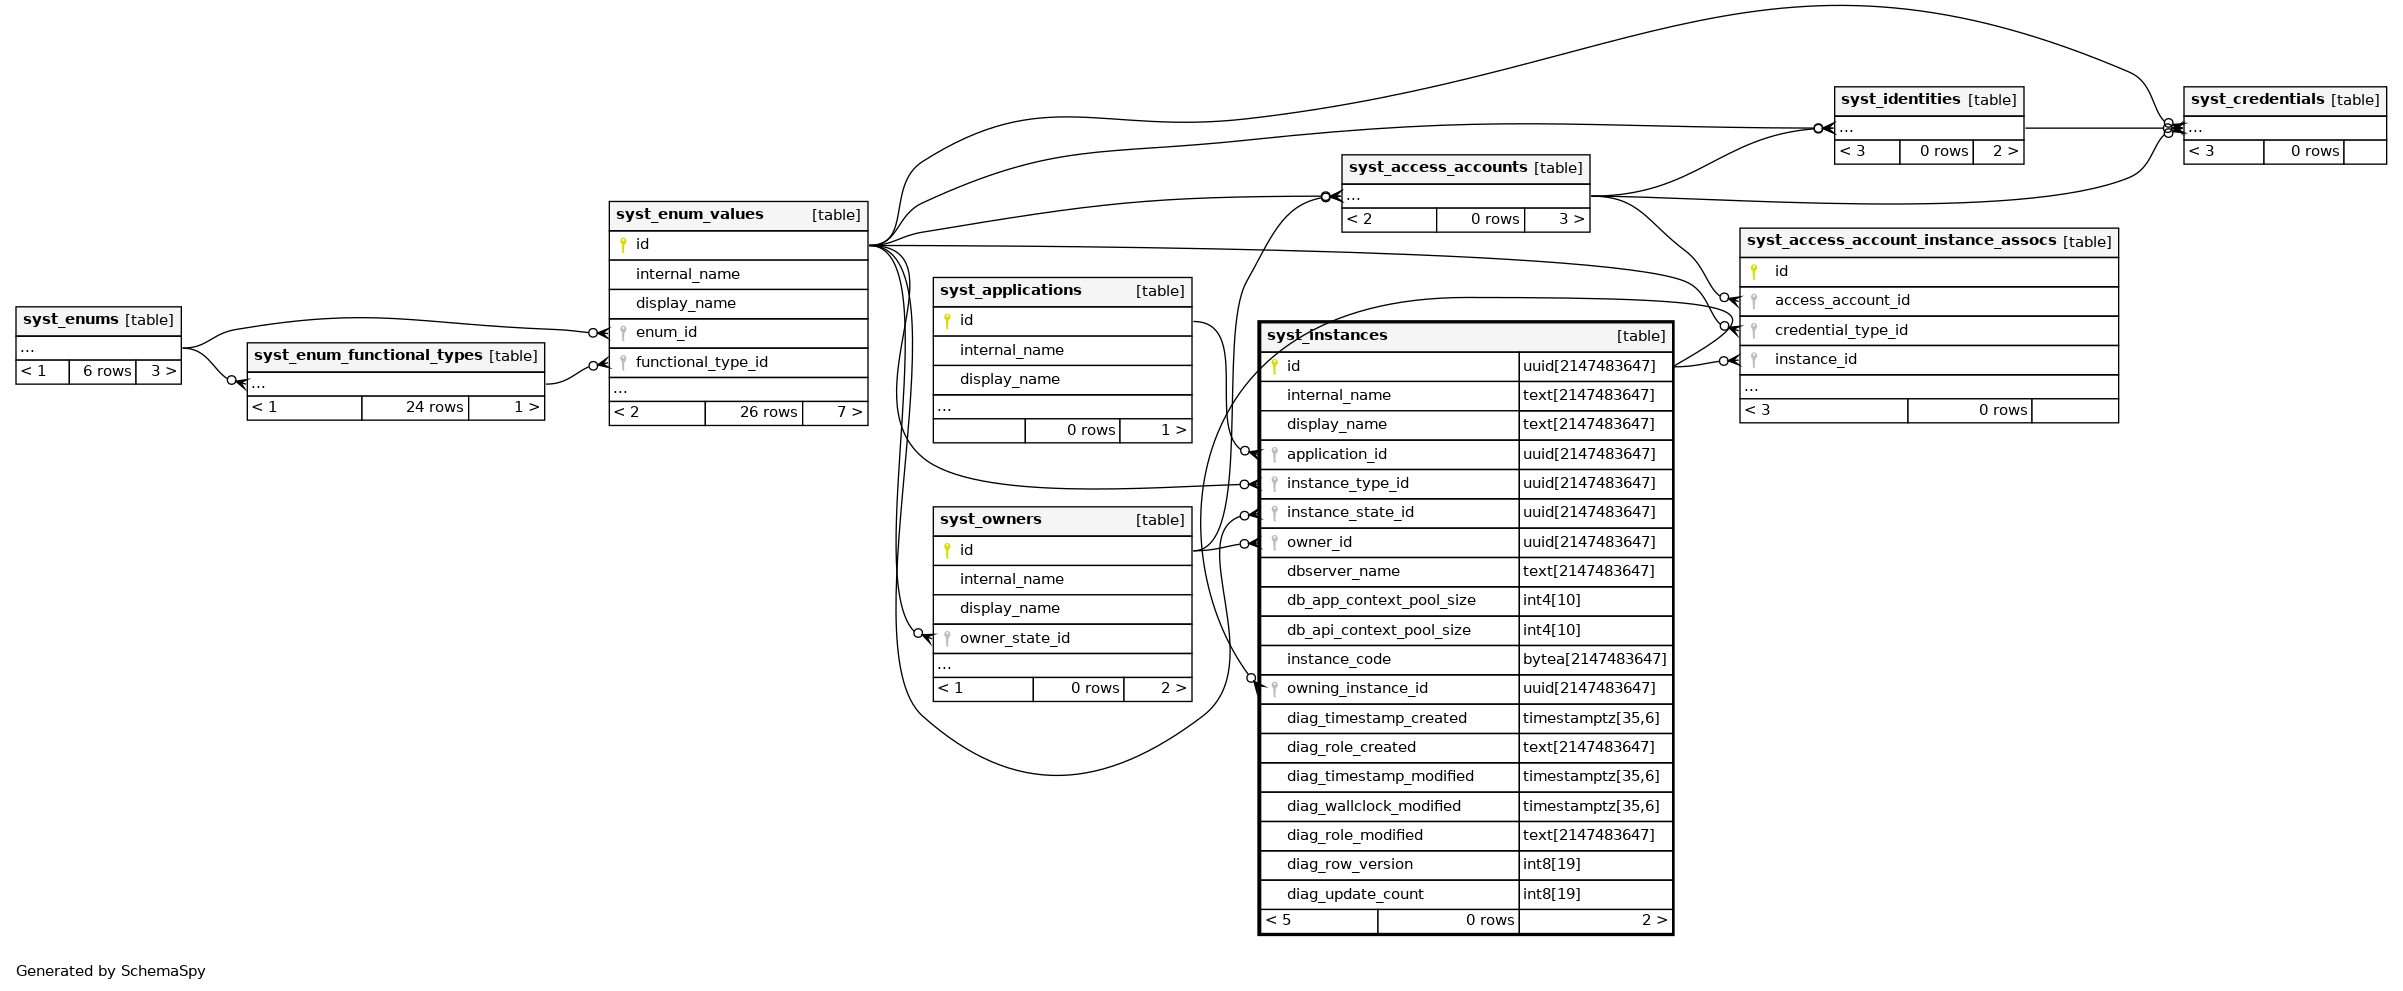 syst_enums [table]
...
< 1 6 rows 3 >
syst_enum_functional_types [table]
...
< 1 24 rows 1 >
syst_enum_values [table]
id
internal_name
display_name
enum_id
functional_type_id
...
< 2 26 rows 7 >
syst_applications [table]
id
internal_name
display_name
...
0 rows 1 >
syst_owners [table]
id
internal_name
display_name
owner_state_id
...
< 1 0 rows 2 >
syst_access_accounts [table]
...
< 2 0 rows 3 >
syst_instances [table]
id uuid[2147483647]
internal_name text[2147483647]
display_name text[2147483647]
application_id uuid[2147483647]
instance_type_id uuid[2147483647]
instance_state_id uuid[2147483647]
owner_id uuid[2147483647]
dbserver_name text[2147483647]
db_app_context_pool_size int4[10]
db_api_context_pool_size int4[10]
instance_code bytea[2147483647]
owning_instance_id uuid[2147483647]
diag_timestamp_created timestamptz[35,6]
diag_role_created text[2147483647]
diag_timestamp_modified timestamptz[35,6]
diag_wallclock_modified timestamptz[35,6]
diag_role_modified text[2147483647]
diag_row_version int8[19]
diag_update_count int8[19]
< 5 0 rows 2 >
syst_identities [table]
...
< 3 0 rows 2 >
syst_credentials [table]
...
< 3 0 rows
syst_access_account_instance_assocs [table]
id
access_account_id
credential_type_id
instance_id
...
< 3 0 rows
Generated by SchemaSpy